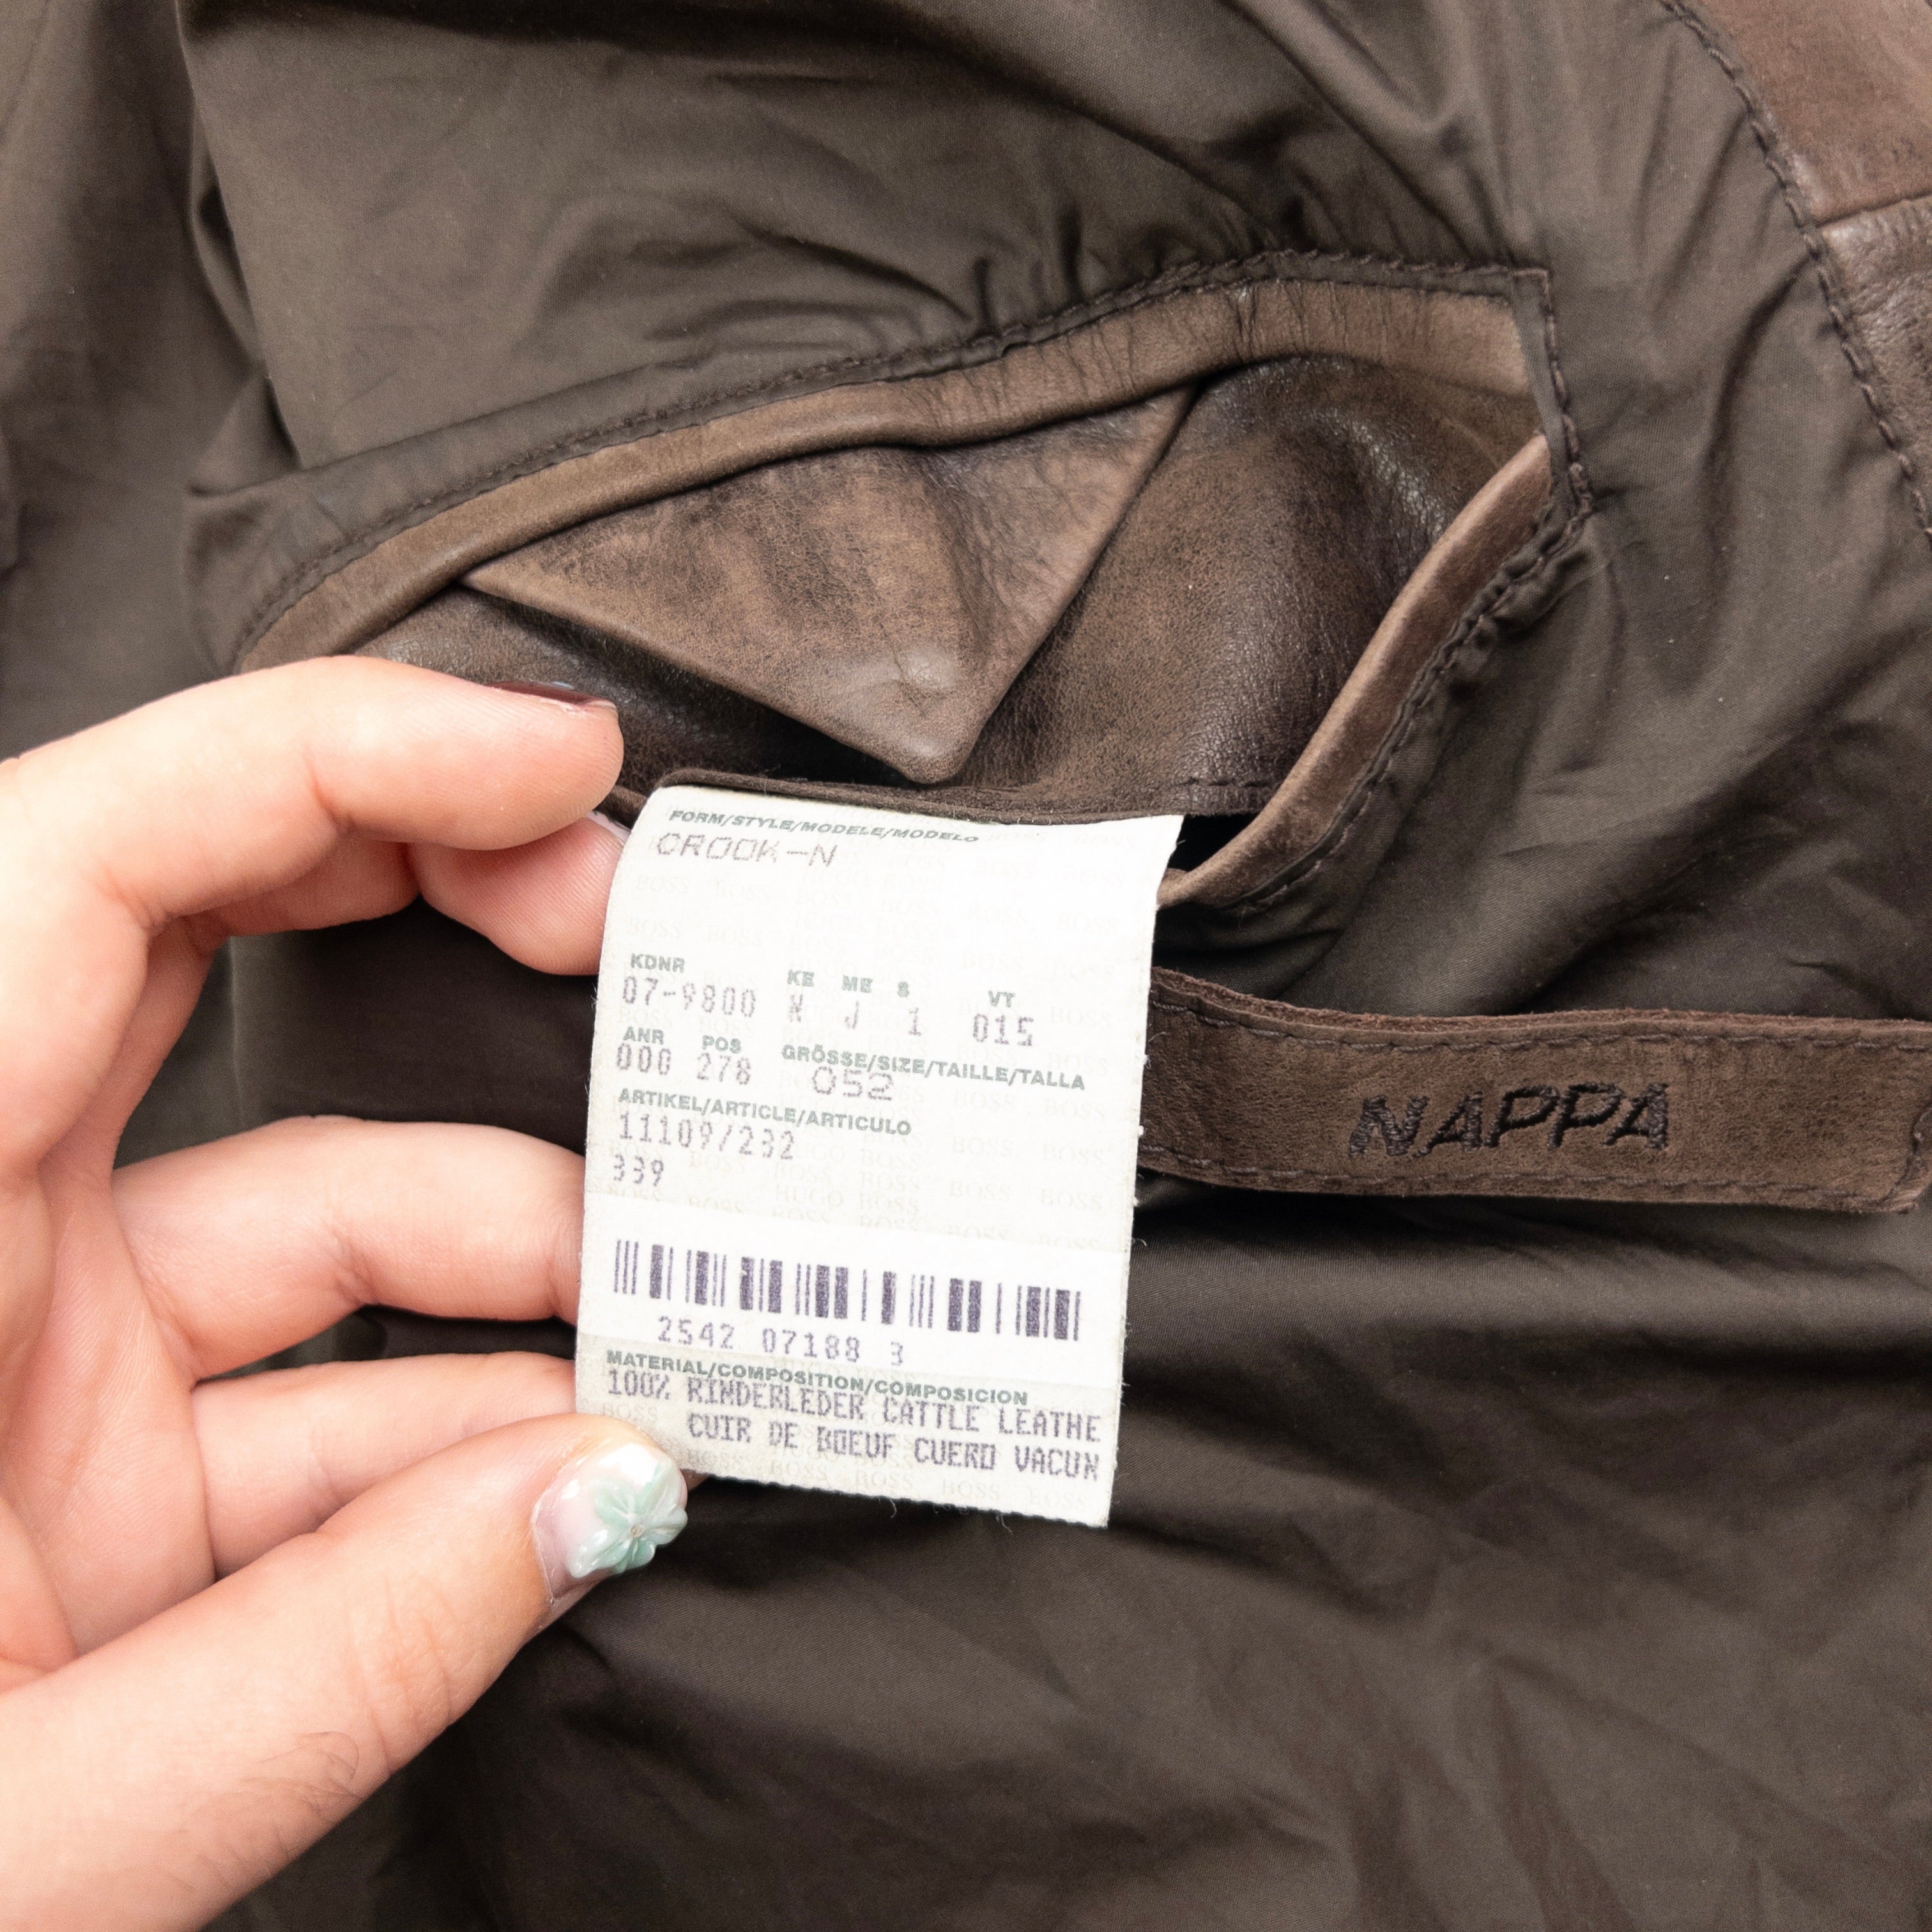 FORM/STYLE/MODELE/MODELO
CROOK-N
KDNR KE ME S VT
07-9800 N J 1 015
ANR POS GRÖSSE/SIZE/TAILLE/TALLA
000 278 052
ARTIKEL/ARTICLE/ARTICULO
11109/232
339
2542 07188 3
MATERIAL/COMPOSITION/COMPOSICION
100% RINDERLEDER CATTLE LEATHE
CUIR DE BOEUF CUERO VACUN
NAPPA